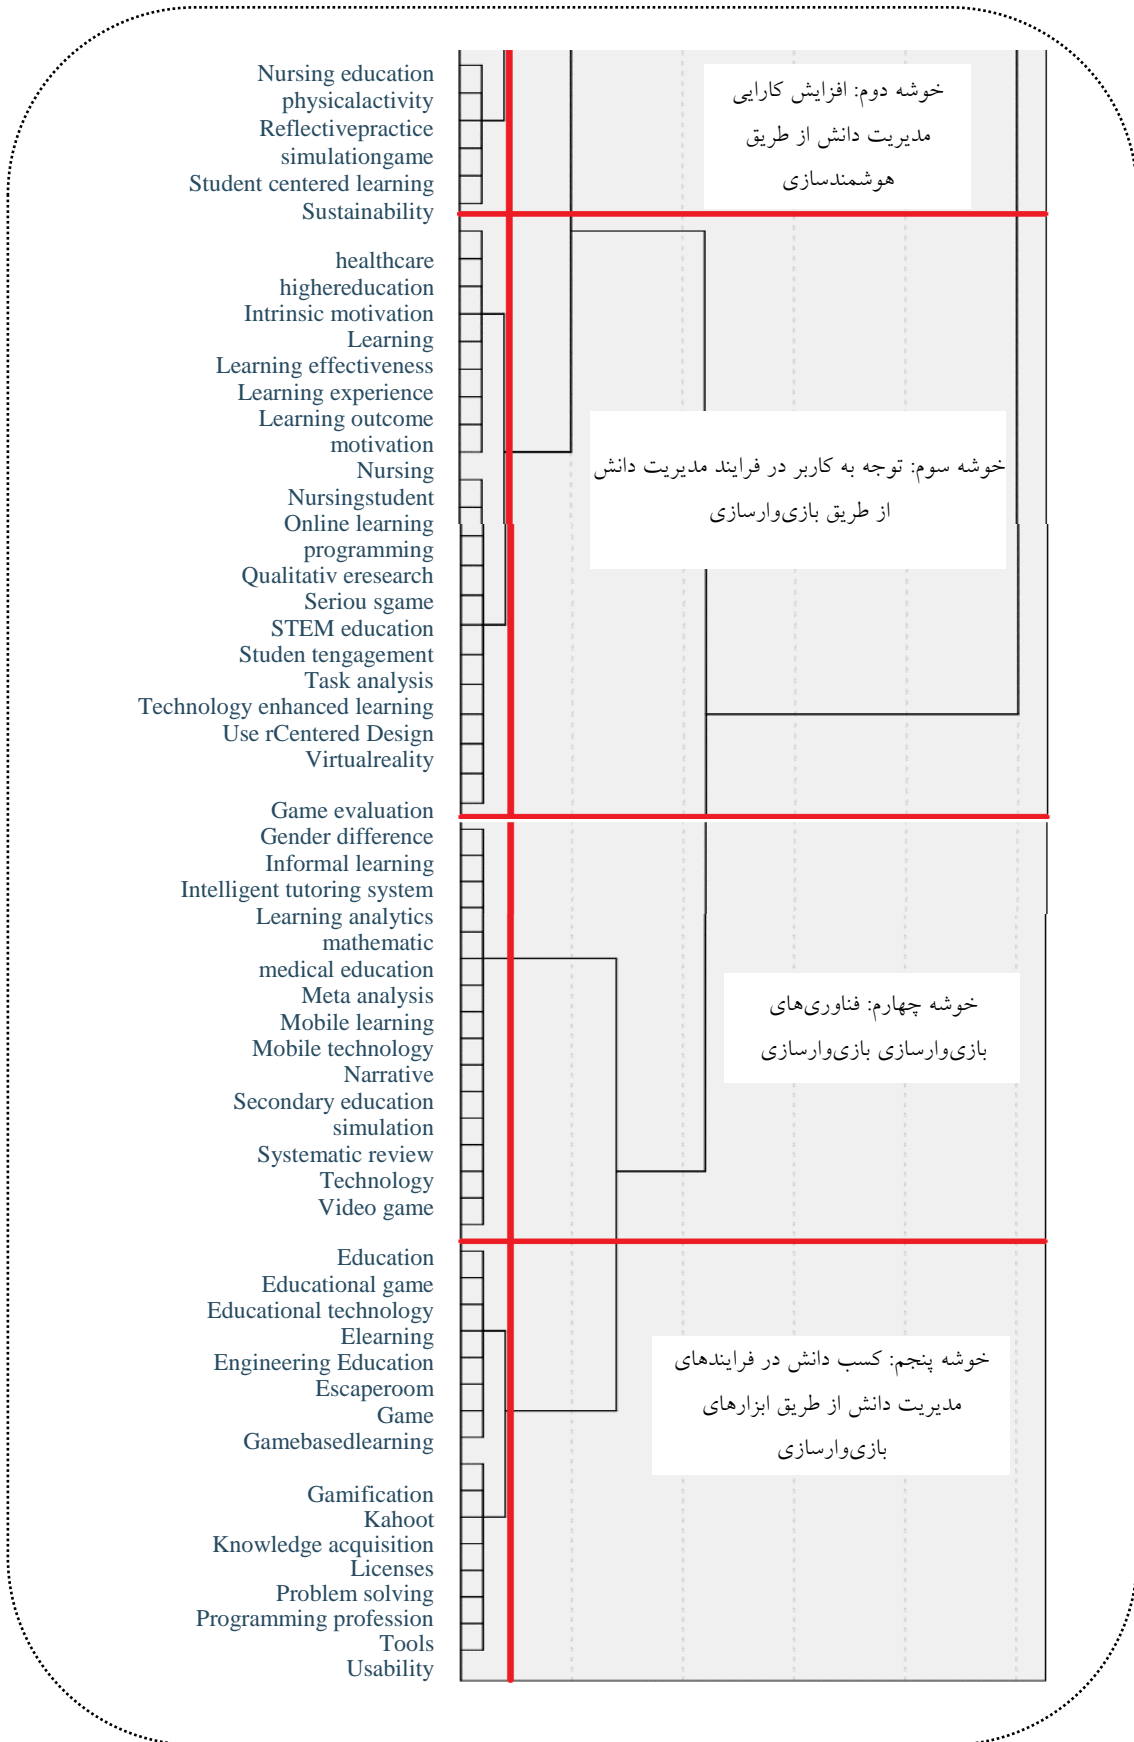 Nursing education
physicalactivity
Reflectivepractice
simulationgame
Student centered learning
Sustainability
خوشه دوم: افزایش کارایی
مدیریت دانش از طریق
هوشمندسازی
healthcare
highereducation
Intrinsic motivation
Learning
Learning effectiveness
Learning experience
Learning outcome
motivation
Nursing
Nursingstudent
Online learning
programming
Qualitativ eresearch
Seriou sgame
STEM education
Studen tengagement
Task analysis
Technology enhanced learning
Use rCentered Design
Virtualreality
خوشه سوم: توجه به کاربر در فرایند مدیریت دانش
از طریق بازی‌وارسازی
Game evaluation
Gender difference
Informal learning
Intelligent tutoring system
Learning analytics
mathematic
medical education
Meta analysis
Mobile learning
Mobile technology
Narrative
Secondary education
simulation
Systematic review
Technology
Video game
خوشه چهارم: فناوری‌های
بازی‌وارسازی بازی‌وارسازی
Education
Educational game
Educational technology
Elearning
Engineering Education
Escaperoom
Game
Gamebasedlearning
Gamification
Kahoot
Knowledge acquisition
Licenses
Problem solving
Programming profession
Tools
Usability
خوشه پنجم: کسب دانش در فرایندهای
مدیریت دانش از طریق ابزارهای
بازی‌وارسازی